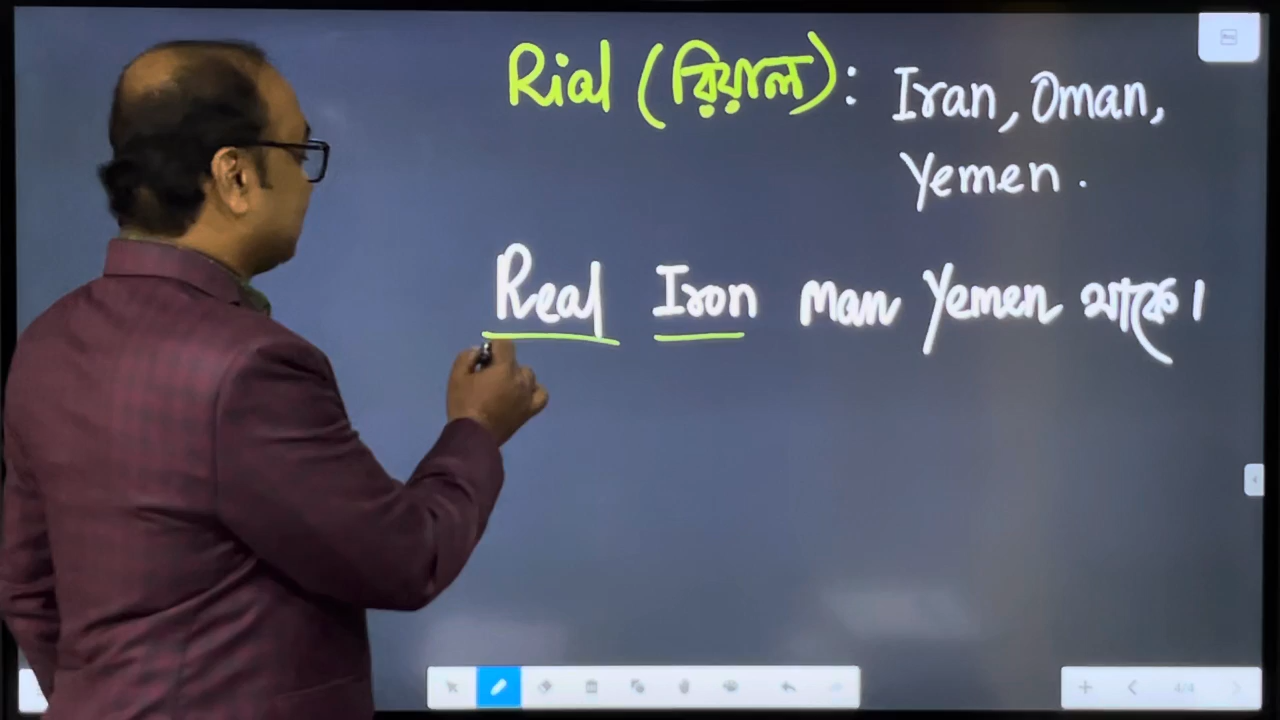 Rial (রিয়াল): Iran, Oman,
Yemen.
Real Iron man Yemen থাকে।